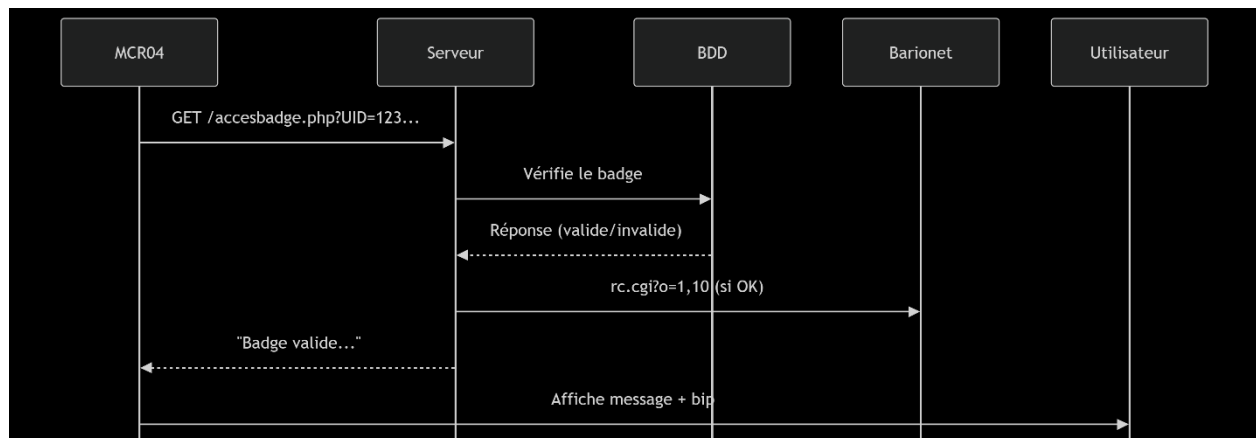 MCR04
Serveur
BDD
Barionet
Utilisateur
GET /accesbadge.php?UID=123...
Vérifie le badge
Réponse (valide/invalide)
rc.cgi?o=1,10 (si OK)
"Badge valide..."
Affiche message + bip